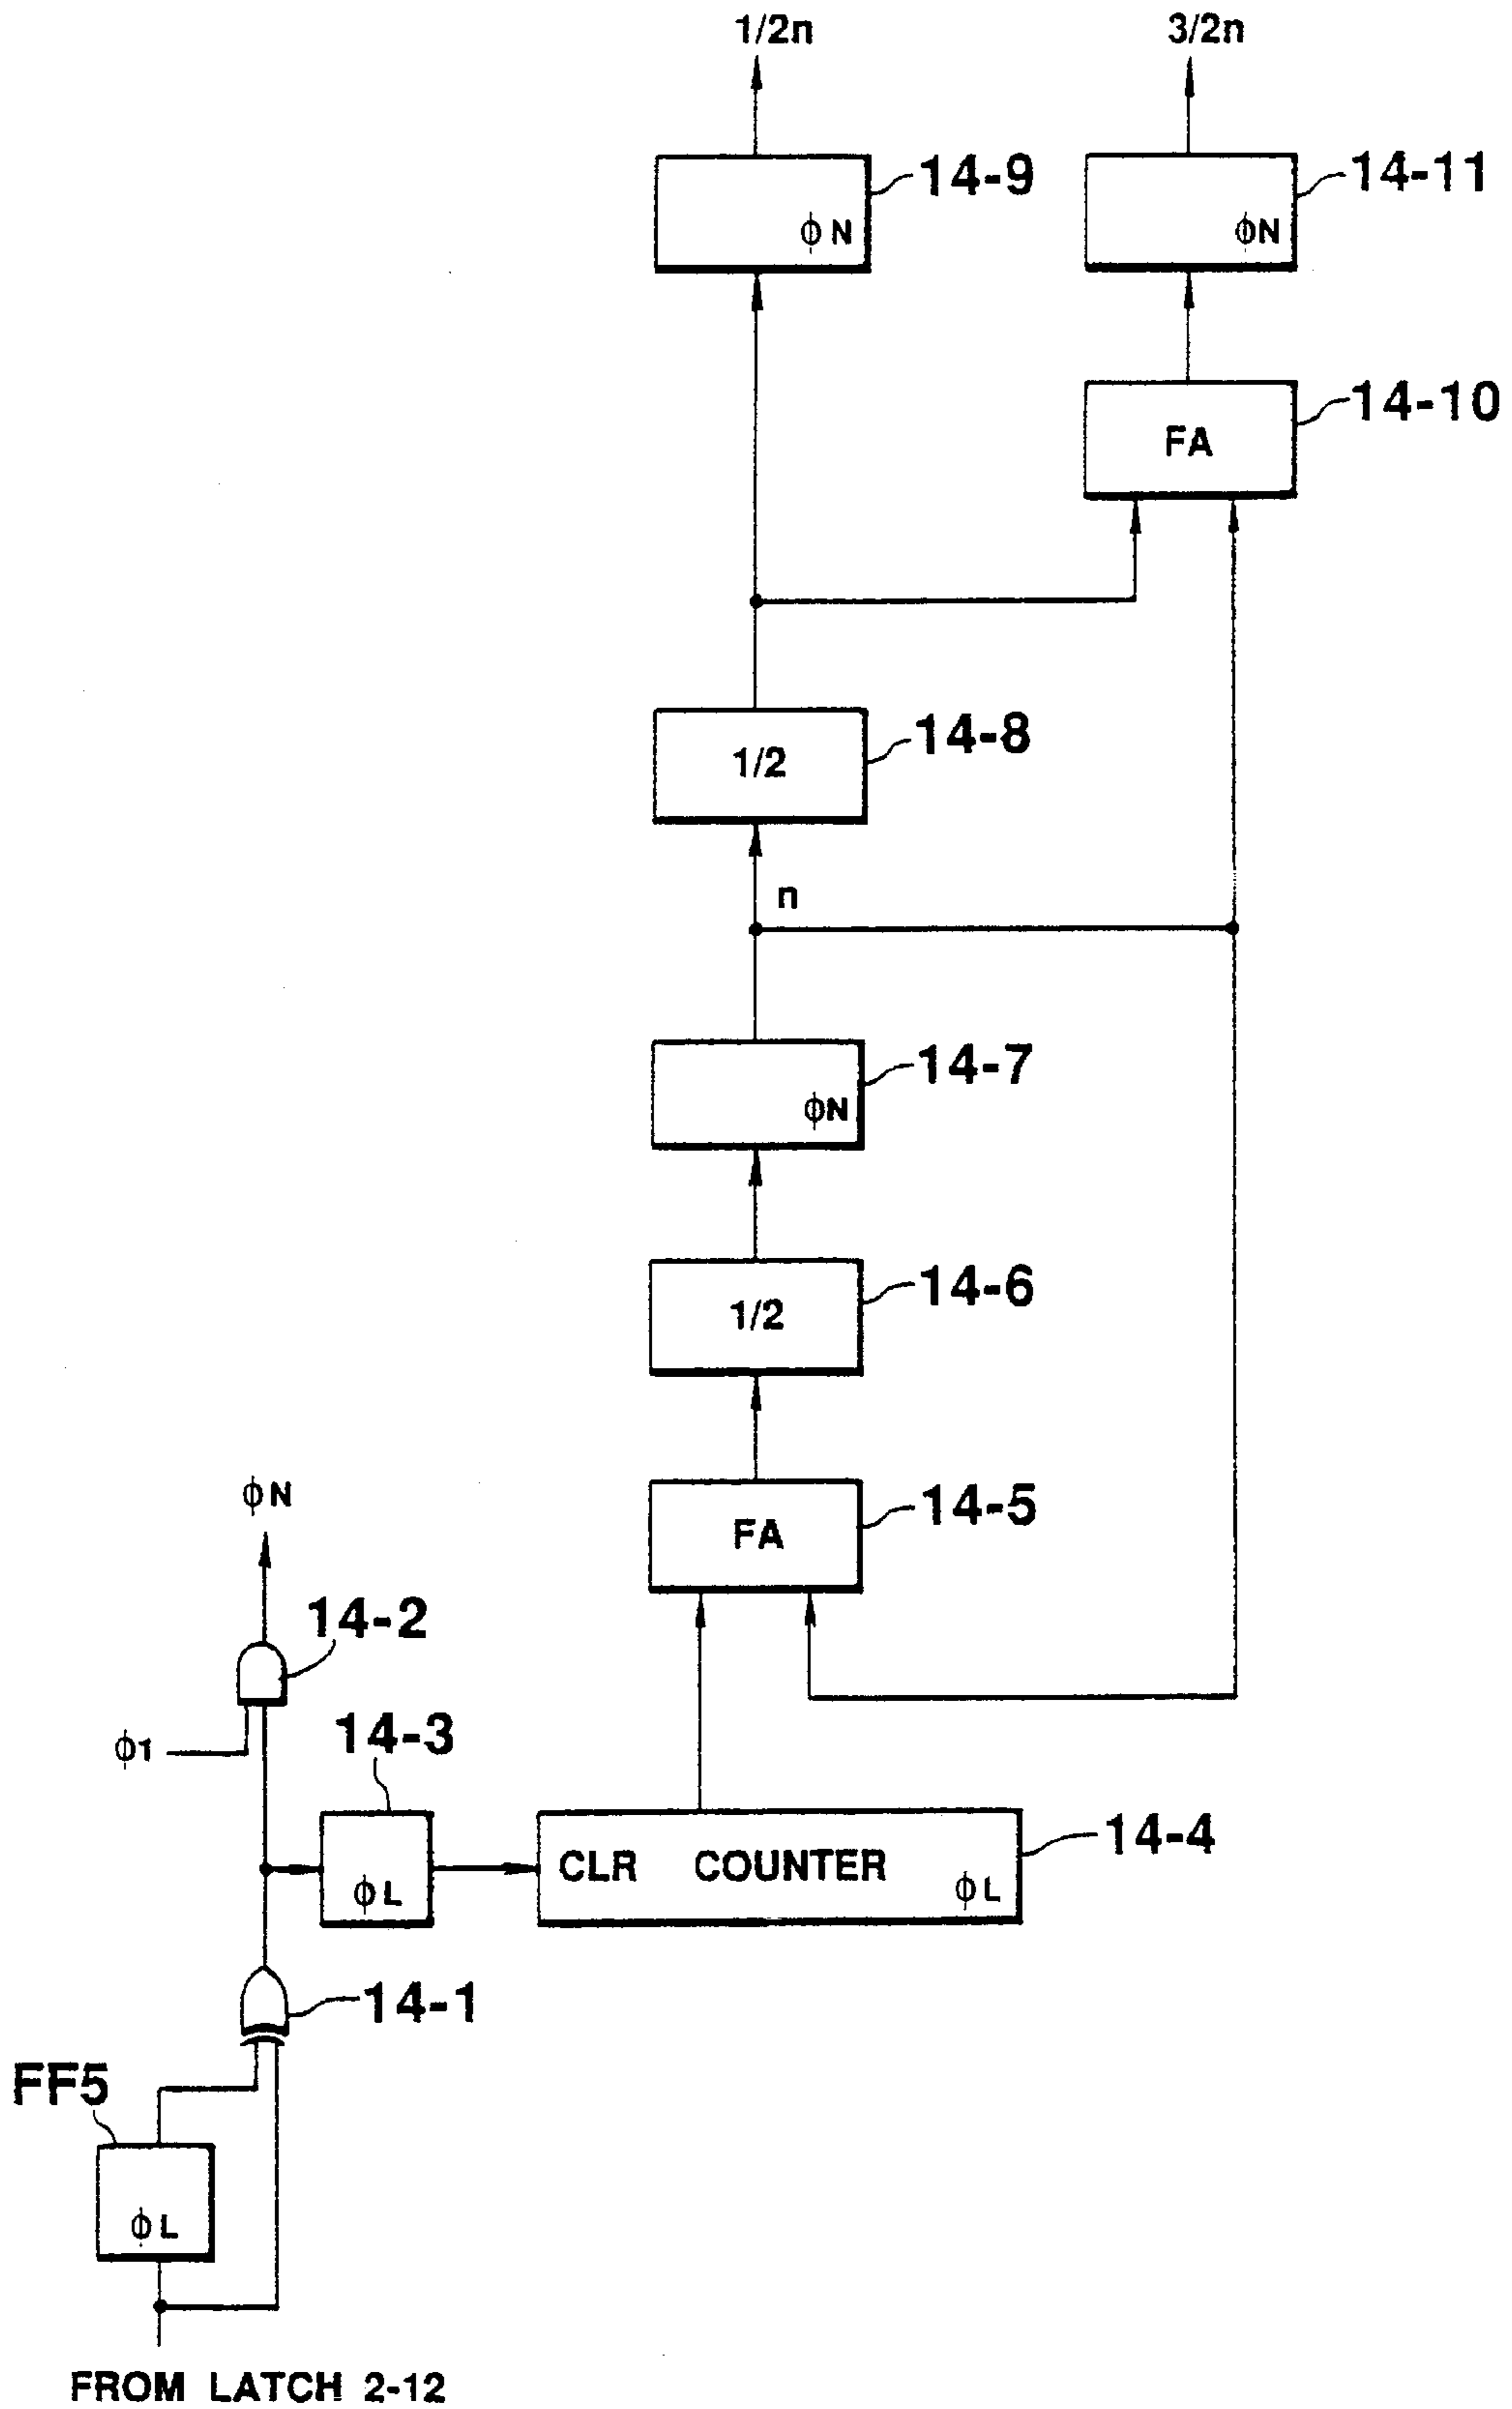 1/2n 3/2n
14-9 14-11
ϕN ϕN
14-10
FA
14-8
1/2
n
14-7
ϕN
14-6
1/2
ϕN
14-5
FA
14-2
ϕ1
14-3
14-4
CLR COUNTER
ϕL ϕL
14-1
FF5
ϕL
FROM LATCH 2-12